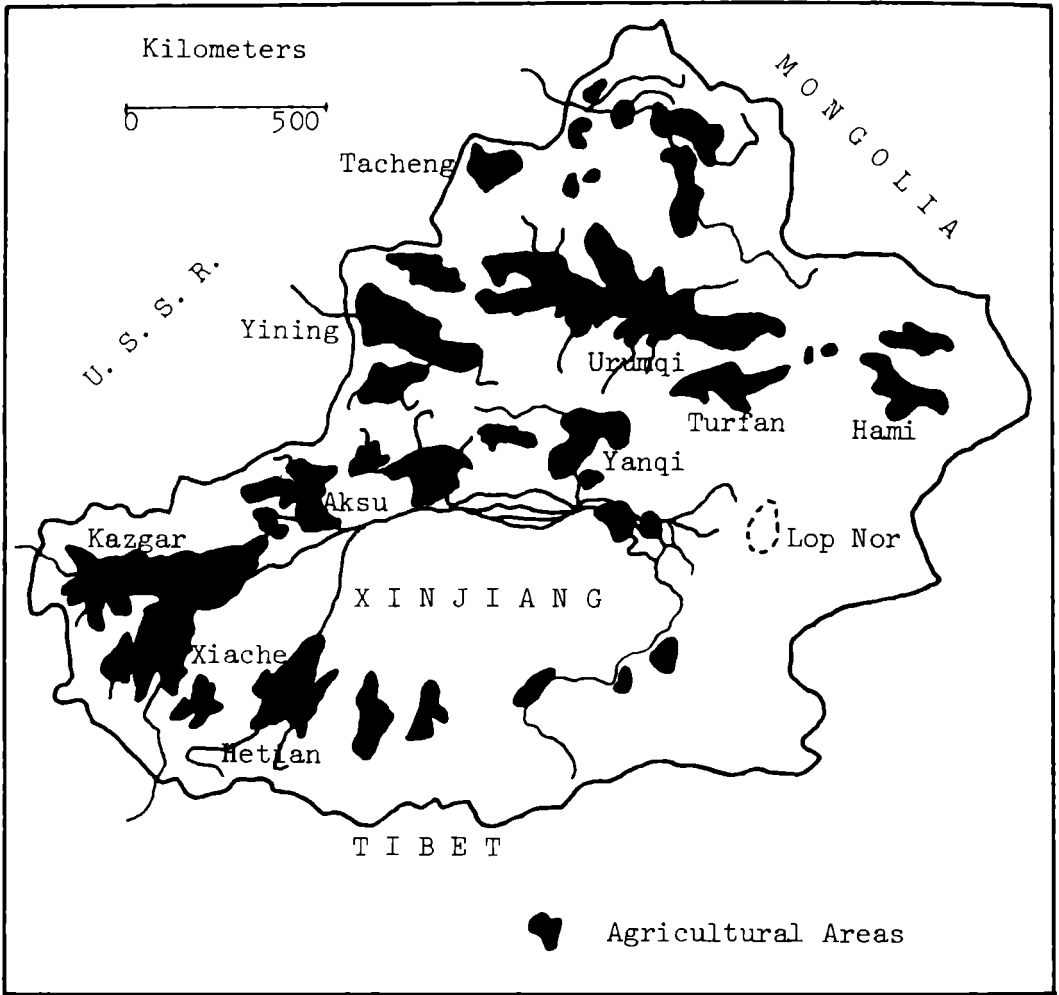 Kilometers
0 500
MONGOLIA
Tacheng
U. S. S. R.
Yining
Urumqi
Turfan
Hami
Yanqi
Aksu
Kazgar
Lop Nor
XINJIANG
Xiache
Hetian
TIBET
Agricultural Areas